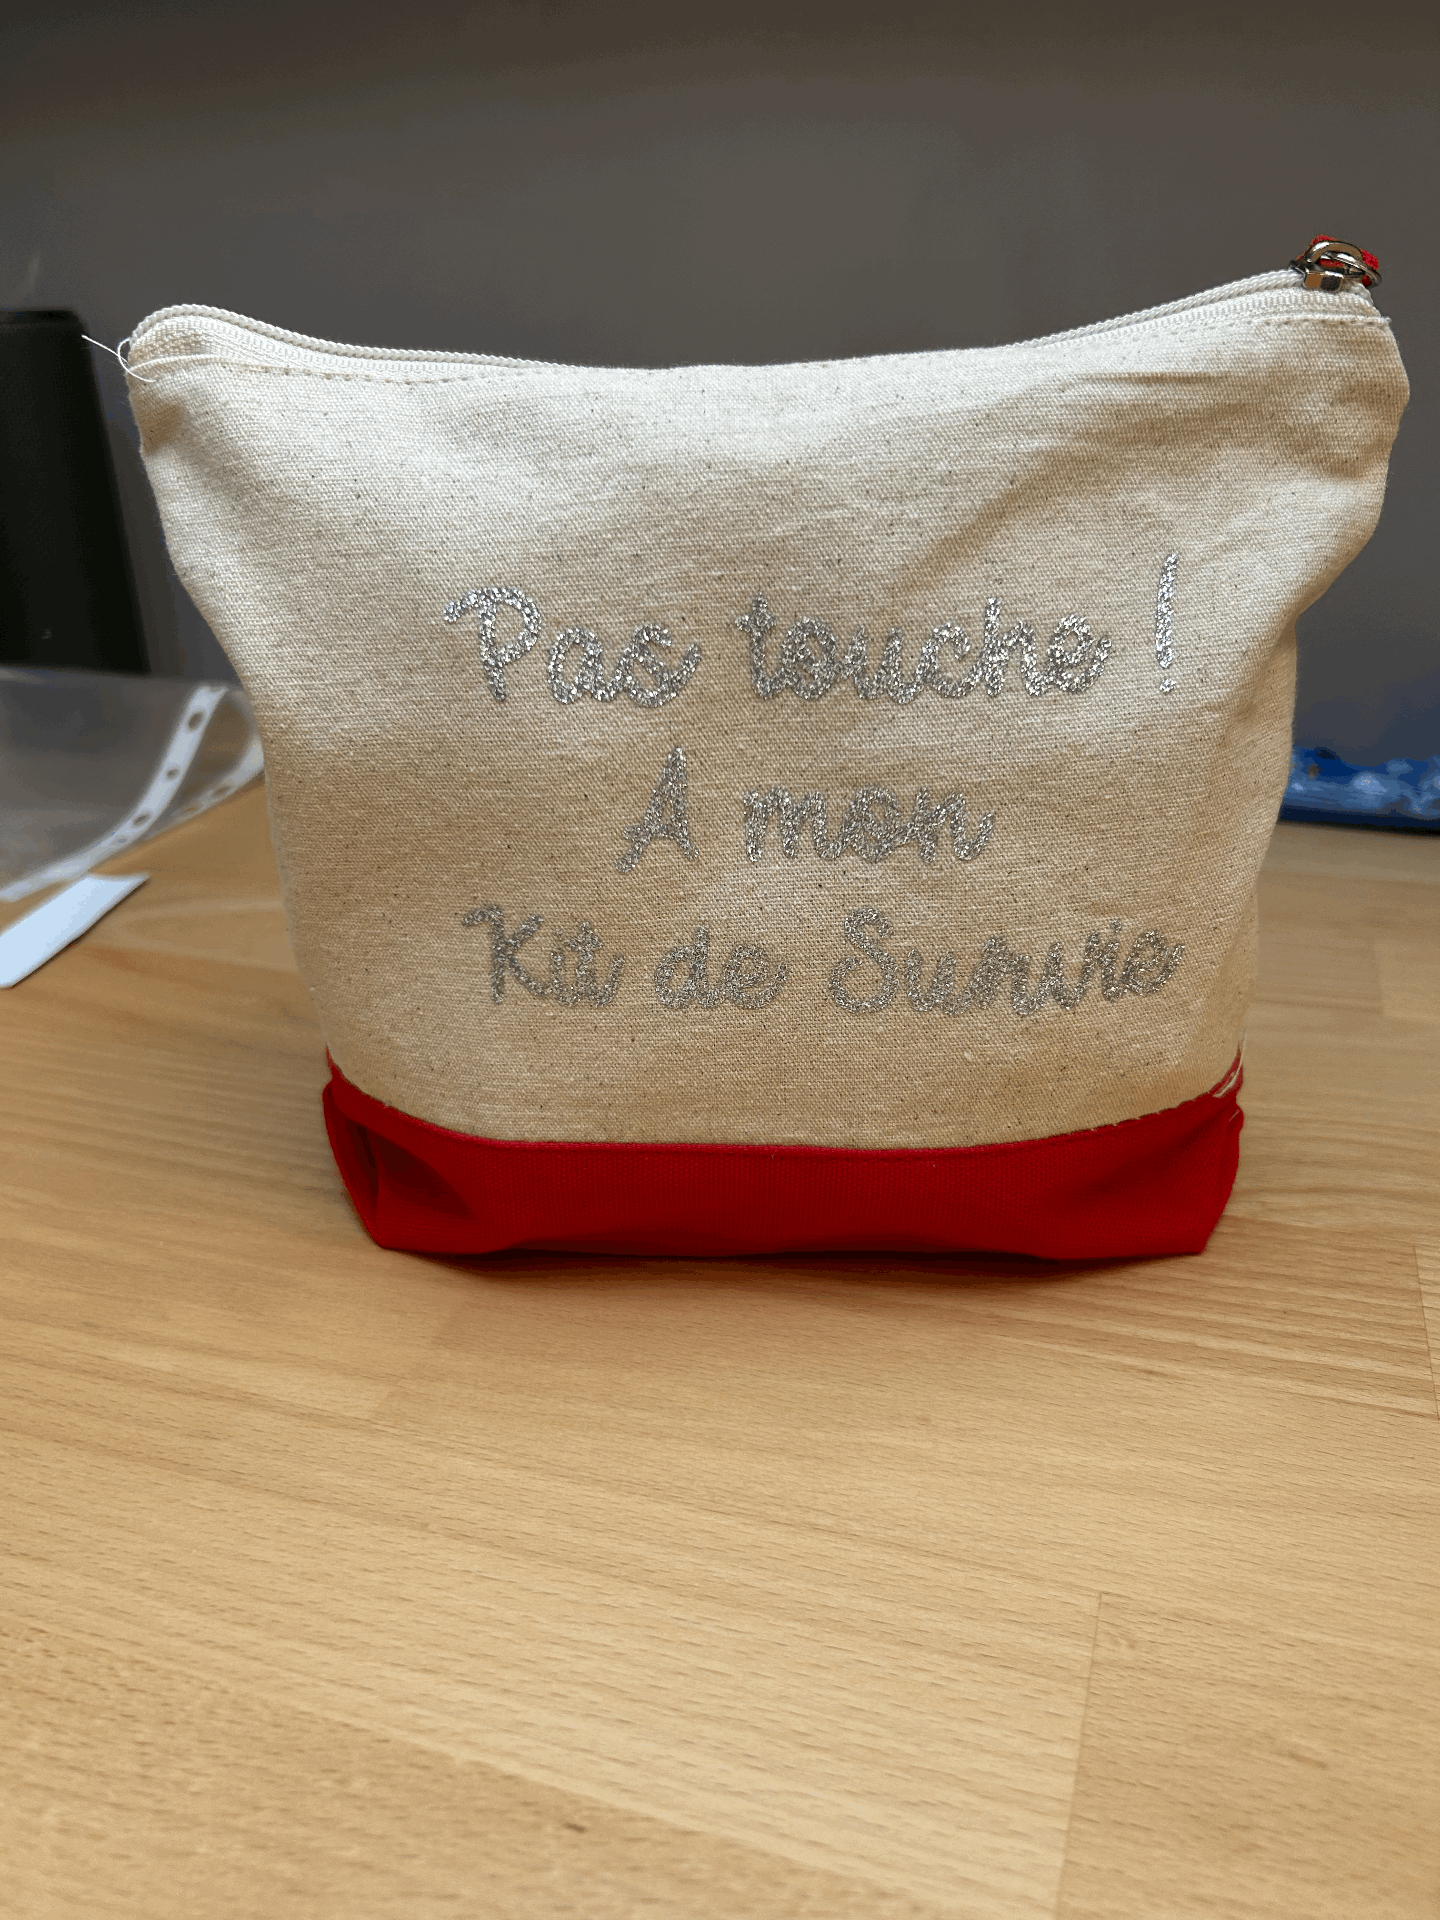 Pas touche !
A mon
Kit de Survie